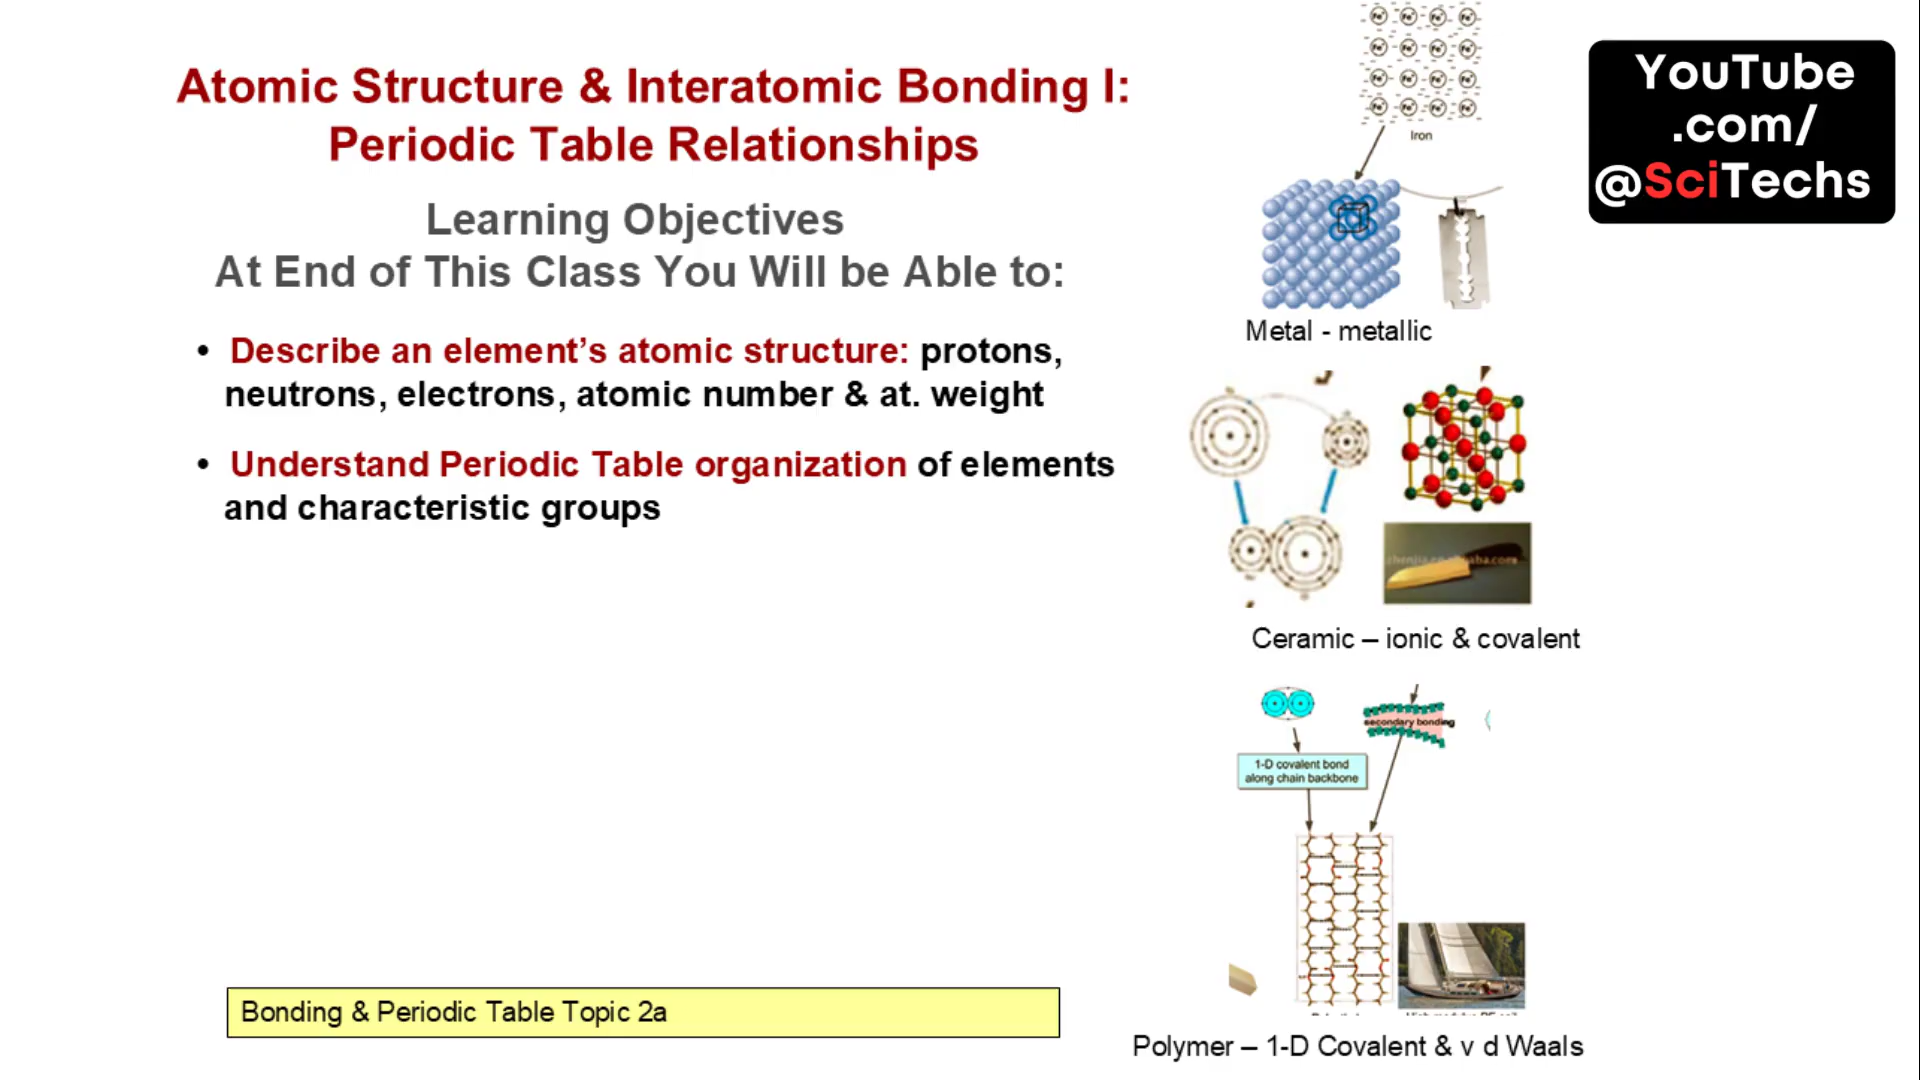 Atomic Structure & Interatomic Bonding I:
Periodic Table Relationships
Learning Objectives
At End of This Class You Will be Able to:
• Describe an element’s atomic structure: protons,
neutrons, electrons, atomic number & at. weight
• Understand Periodic Table organization of elements
and characteristic groups
Bonding & Periodic Table Topic 2a
Iron
Metal - metallic
Ceramic – ionic & covalent
secondary bonding
1-D covalent bond
along chain backbone
Polymer – 1-D Covalent & v d Waals
YouTube
.com/
@SciTechs